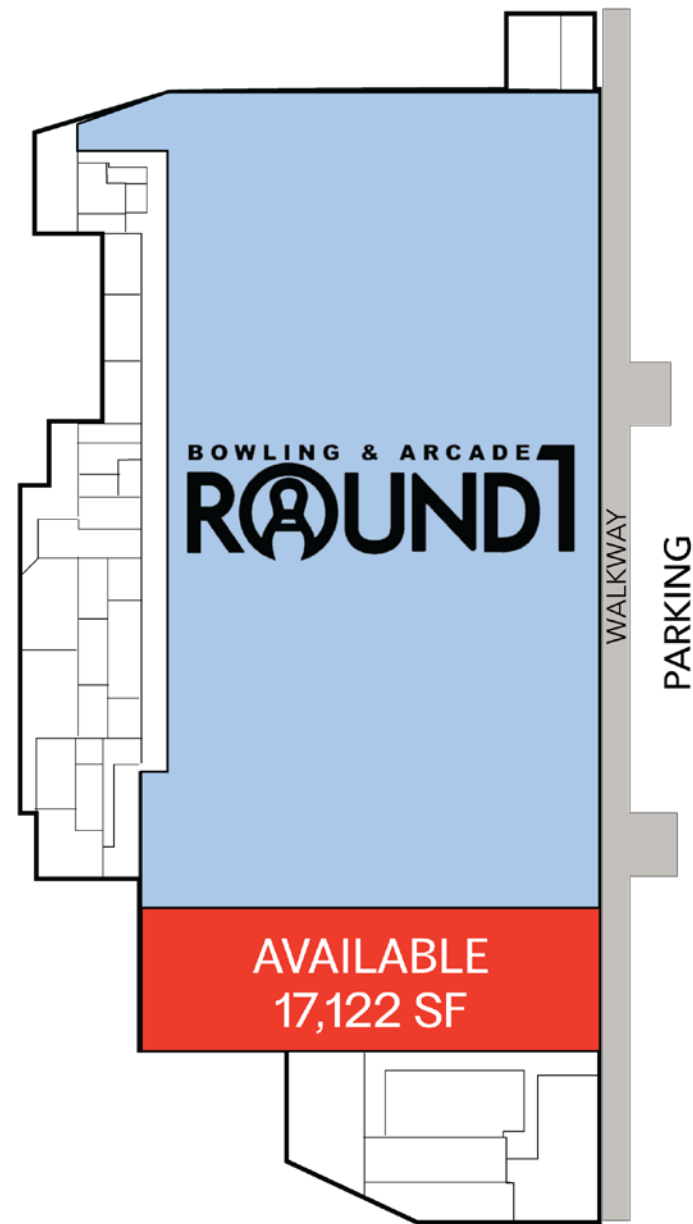 BOWLING & ARCADE
ROUND1
WALKWAY
PARKING
AVAILABLE
17,122 SF